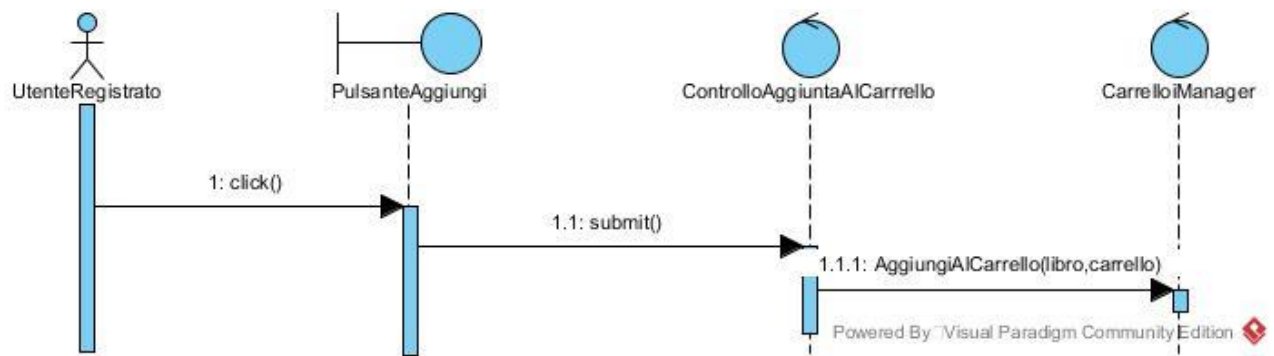 UtenteRegistrato
PulsanteAggiungi
ControlloAggiuntaAlCarrrello
CarrelloiManager
1: click()
1.1: submit()
1.1.1: AggiungiAlCarrello(libro,carrello)
Powered By Visual Paradigm Community Edition